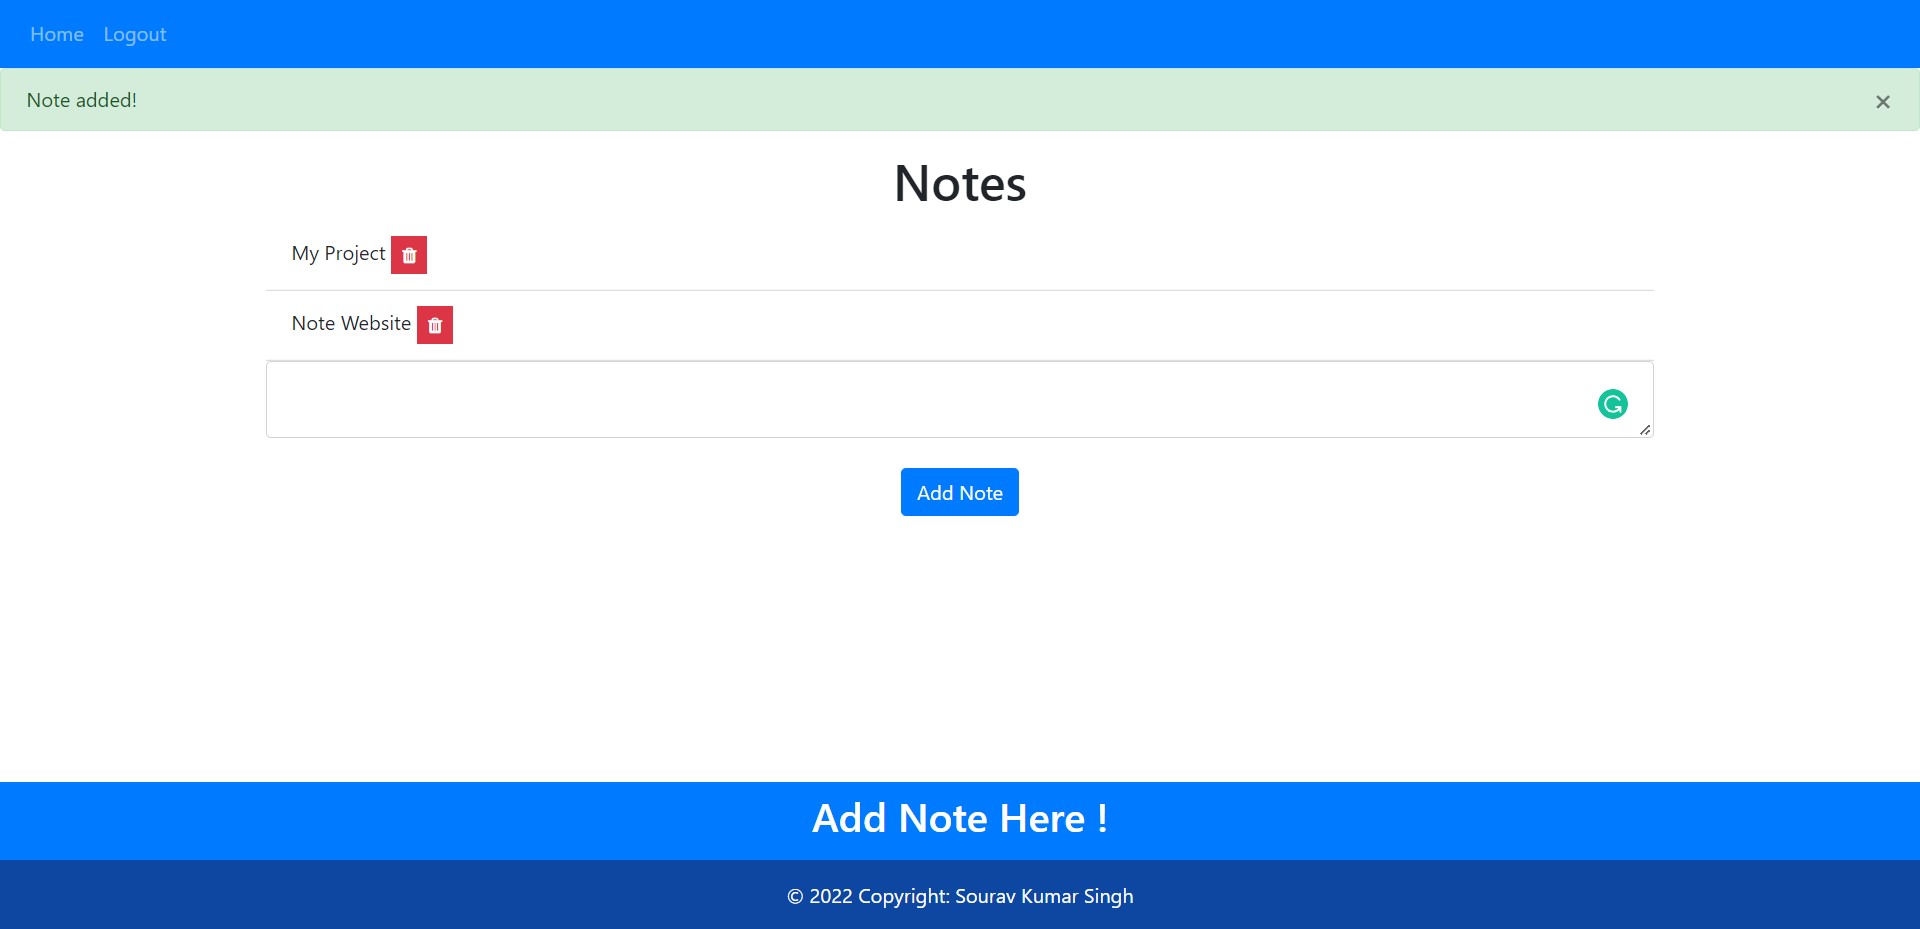 Home Logout
Note added!
×
Notes
My Project
Note Website
Add Note
Add Note Here !
© 2022 Copyright: Sourav Kumar Singh